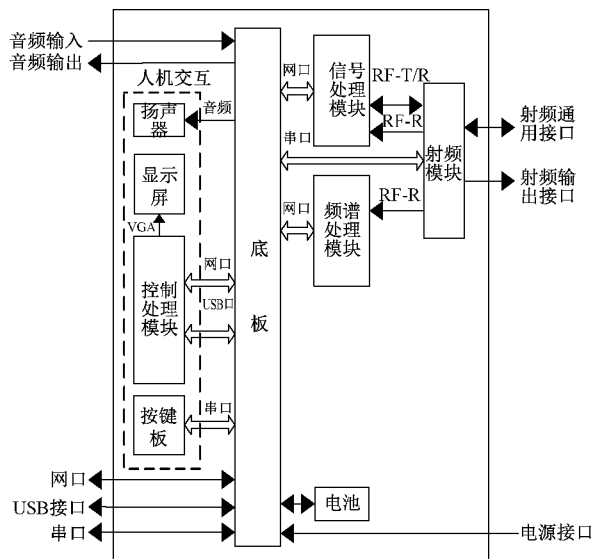 音频输入
音频输出
人机交互
扬声
器
音频
显示
屏
VGA
控制
处理
模块
网口
USB口
按键
板
串口
底
板
网口
信号
处理
模块
RF-T/R
RF-R
串口
射频
模块
网口
频谱
处理
模块
RF-R
射频通
用接口
射频输
出接口
电池
网口
USB接口
串口
电源接口